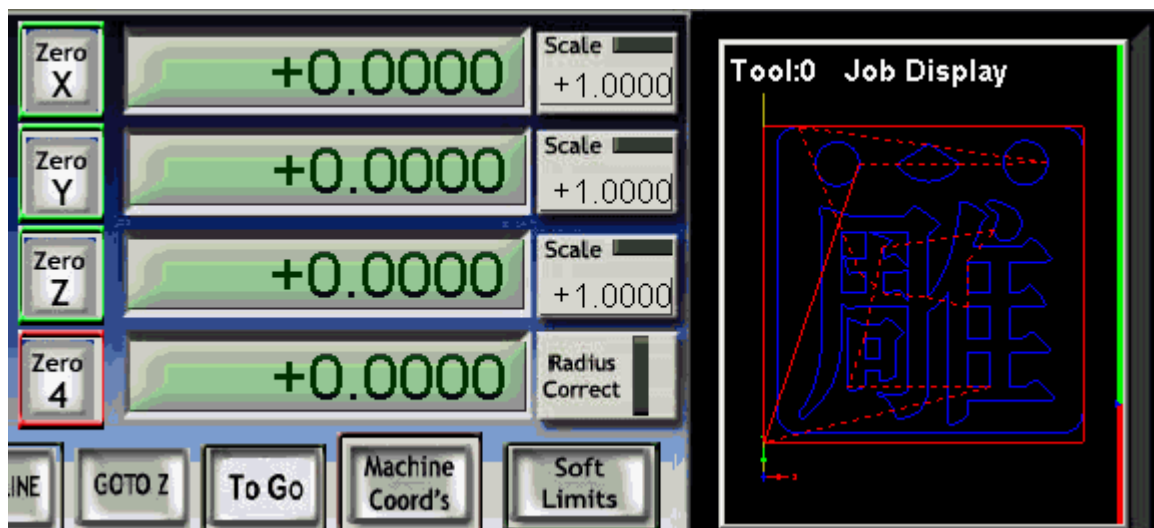 Zero X
+0.0000
Scale
+1.0000
Zero Y
+0.0000
Scale
+1.0000
Zero Z
+0.0000
Scale
+1.0000
Zero 4
+0.0000
Radius Correct
INE
GOTO Z
To Go
Machine Coord's
Soft Limits
Tool:0 Job Display
雕